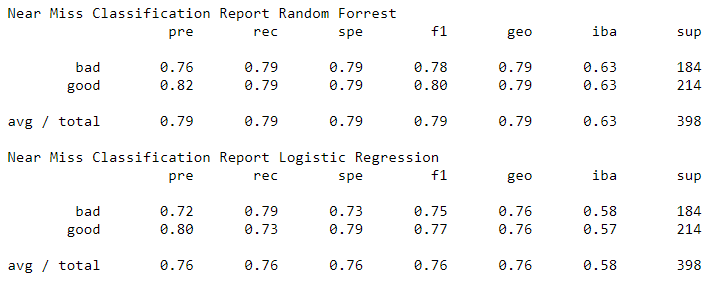 Near Miss Classification Report Random Forrest
pre rec spe f1 geo iba sup
bad 0.76 0.79 0.79 0.78 0.79 0.63 184
good 0.82 0.79 0.79 0.80 0.79 0.63 214
avg / total 0.79 0.79 0.79 0.79 0.79 0.63 398
Near Miss Classification Report Logistic Regression
pre rec spe f1 geo iba sup
bad 0.72 0.79 0.73 0.75 0.76 0.58 184
good 0.80 0.73 0.79 0.77 0.76 0.57 214
avg / total 0.76 0.76 0.76 0.76 0.76 0.58 398